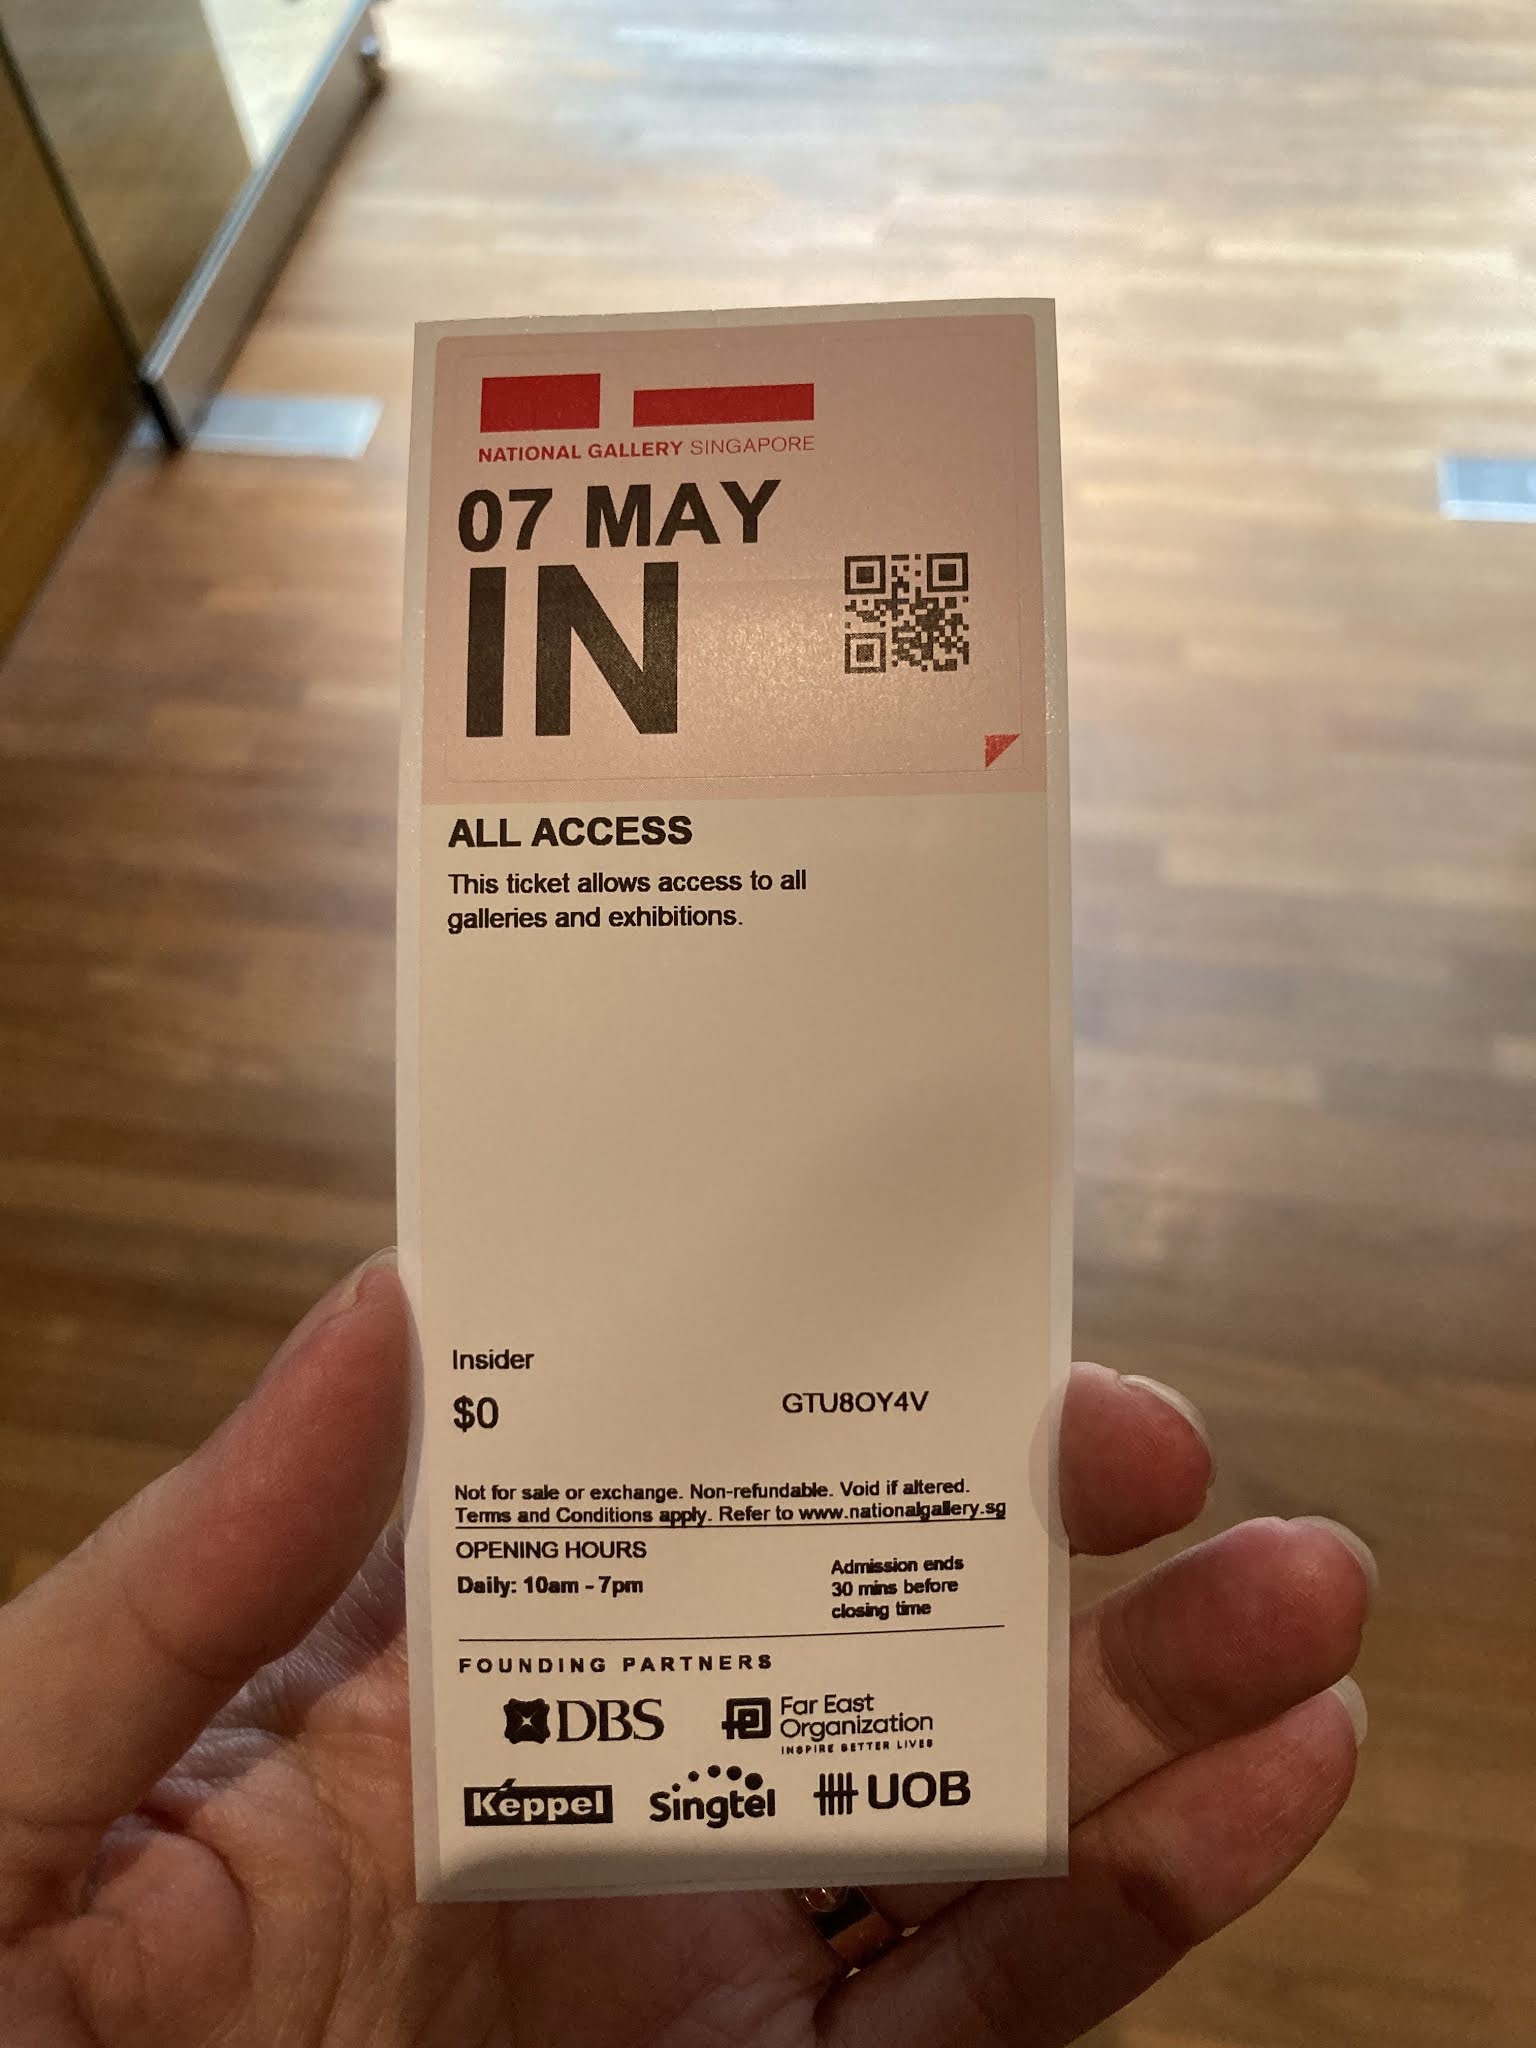 NATIONAL GALLERY SINGAPORE
07 MAY
IN
ALL ACCESS
This ticket allows access to all
galleries and exhibitions.
Insider
$0
GTU8OY4V
Not for sale or exchange. Non-refundable. Void if altered.
Terms and Conditions apply. Refer to www.nationalgallery.sg
OPENING HOURS
Daily: 10am - 7pm
Admission ends
30 mins before
closing time
FOUNDING PARTNERS
DBS
Far East
Organization
INSPIRE BETTER LIVES
Keppel
Singtel
UOB